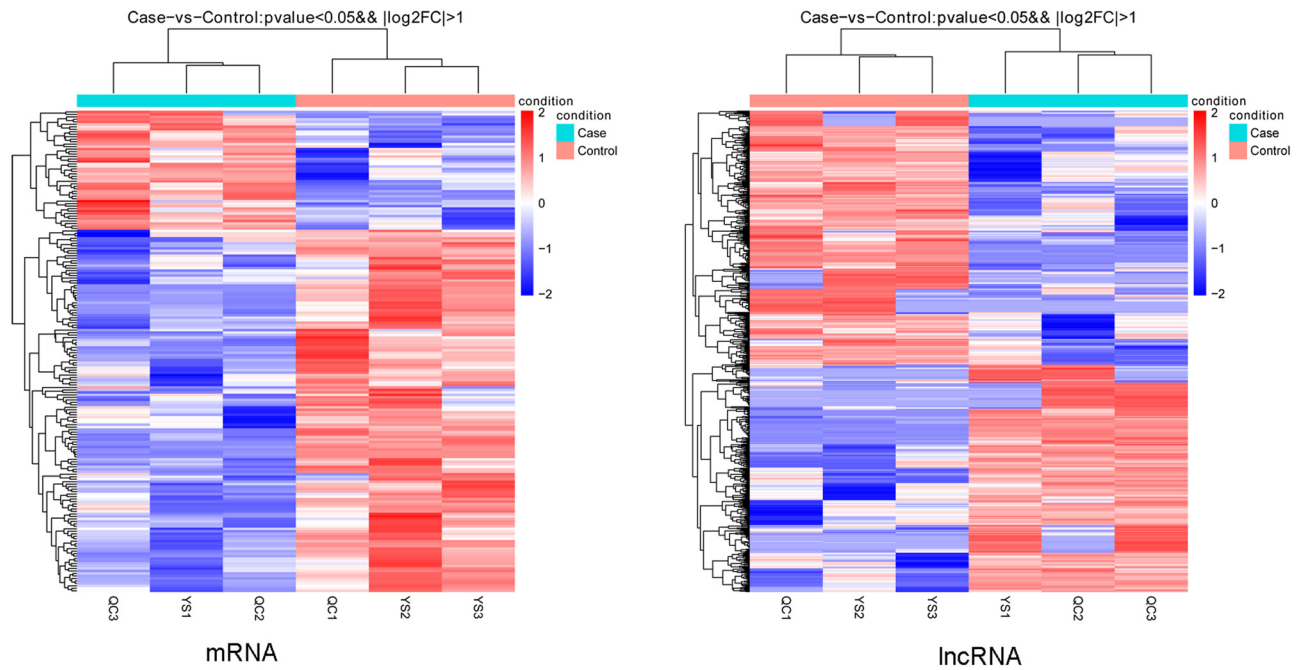 Case-vs-Control:pvalue<0.05&& |log2FC|>1
condition
condition
Case
Control
2
1
0
-1
-2
QC3
YS1
QC2
QC1
YS2
YS3
mRNA
Case-vs-Control:pvalue<0.05&& |log2FC|>1
condition
condition
Case
Control
2
1
0
-1
-2
QC1
YS2
YS3
YS1
QC2
QC3
lncRNA